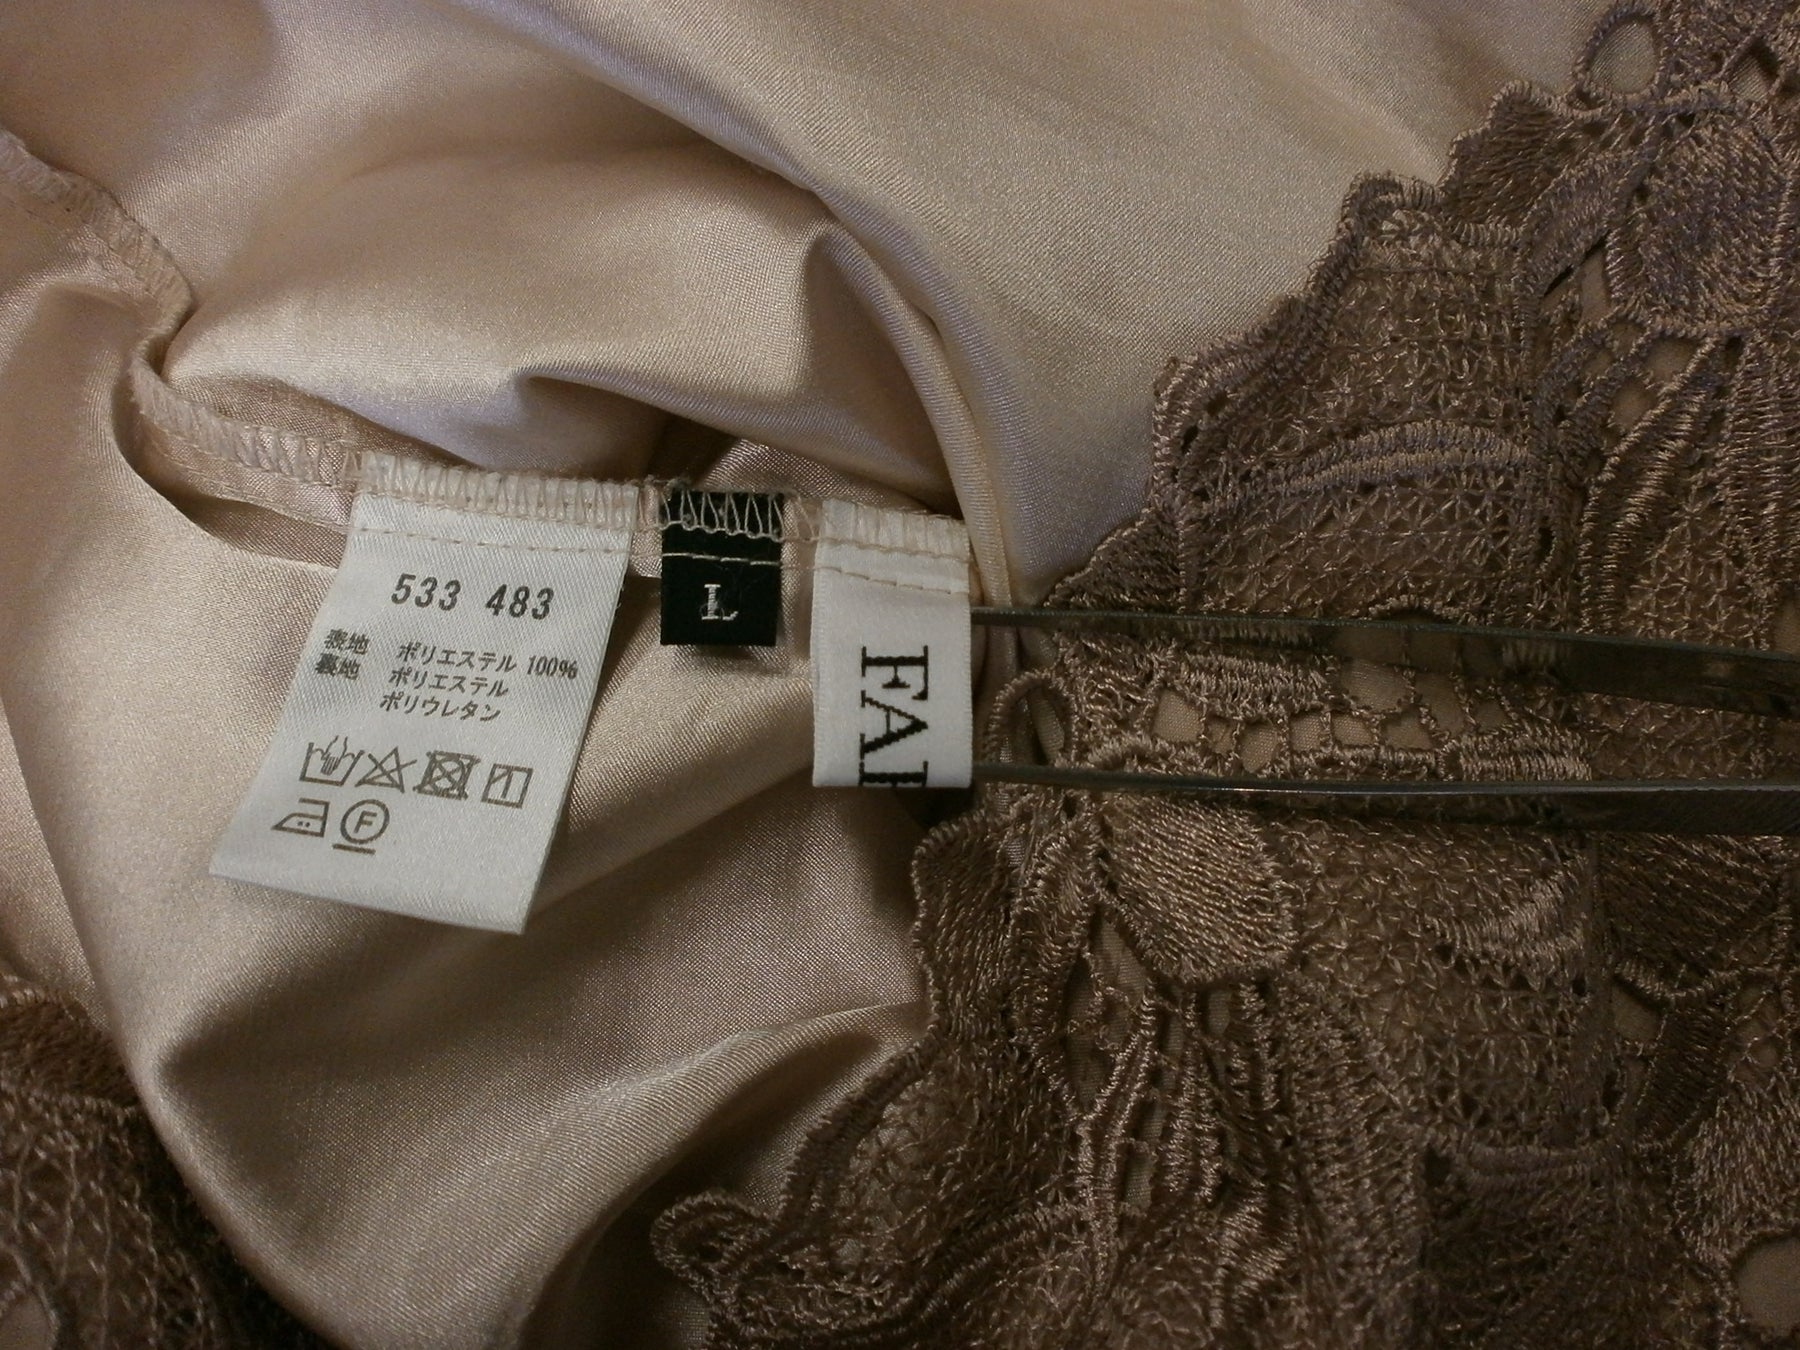 533 483
表地 ポリエステル 100%
裏地 ポリエステル
ポリウレタン
F
L
FA